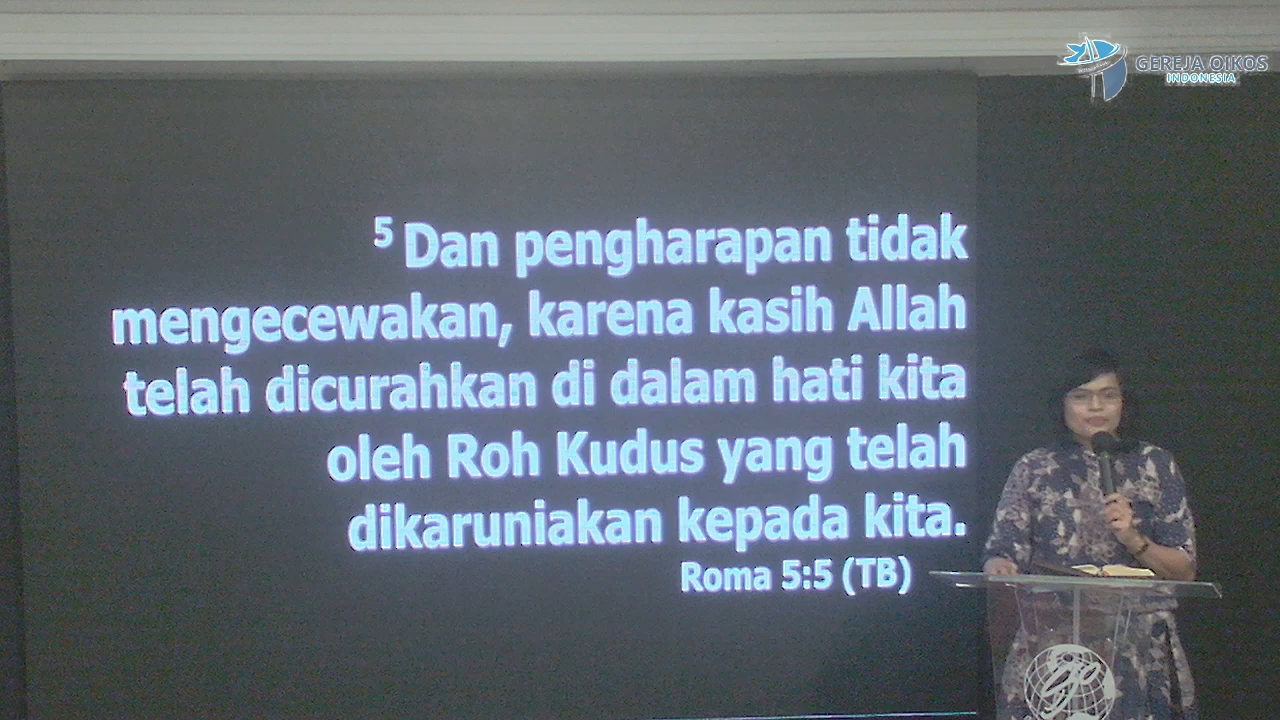 GEREJA OIKOS
INDONESIA
5 Dan pengharapan tidak
mengecewakan, karena kasih Allah
telah dicurahkan di dalam hati kita
oleh Roh Kudus yang telah
dikaruniakan kepada kita.
Roma 5:5 (TB)